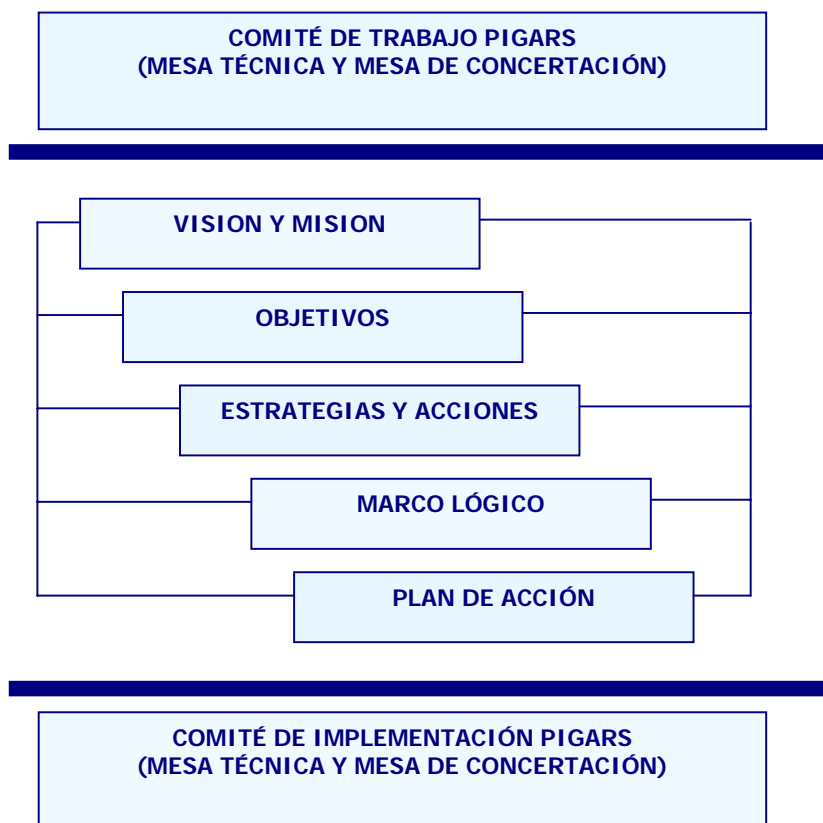 COMITÉ DE TRABAJO PIGARS
(MESA TÉCNICA Y MESA DE CONCERTACIÓN)
VISION Y MISION
OBJETIVOS
ESTRATEGIAS Y ACCIONES
MARCO LÓGICO
PLAN DE ACCIÓN
COMITÉ DE IMPLEMENTACIÓN PIGARS
(MESA TÉCNICA Y MESA DE CONCERTACIÓN)